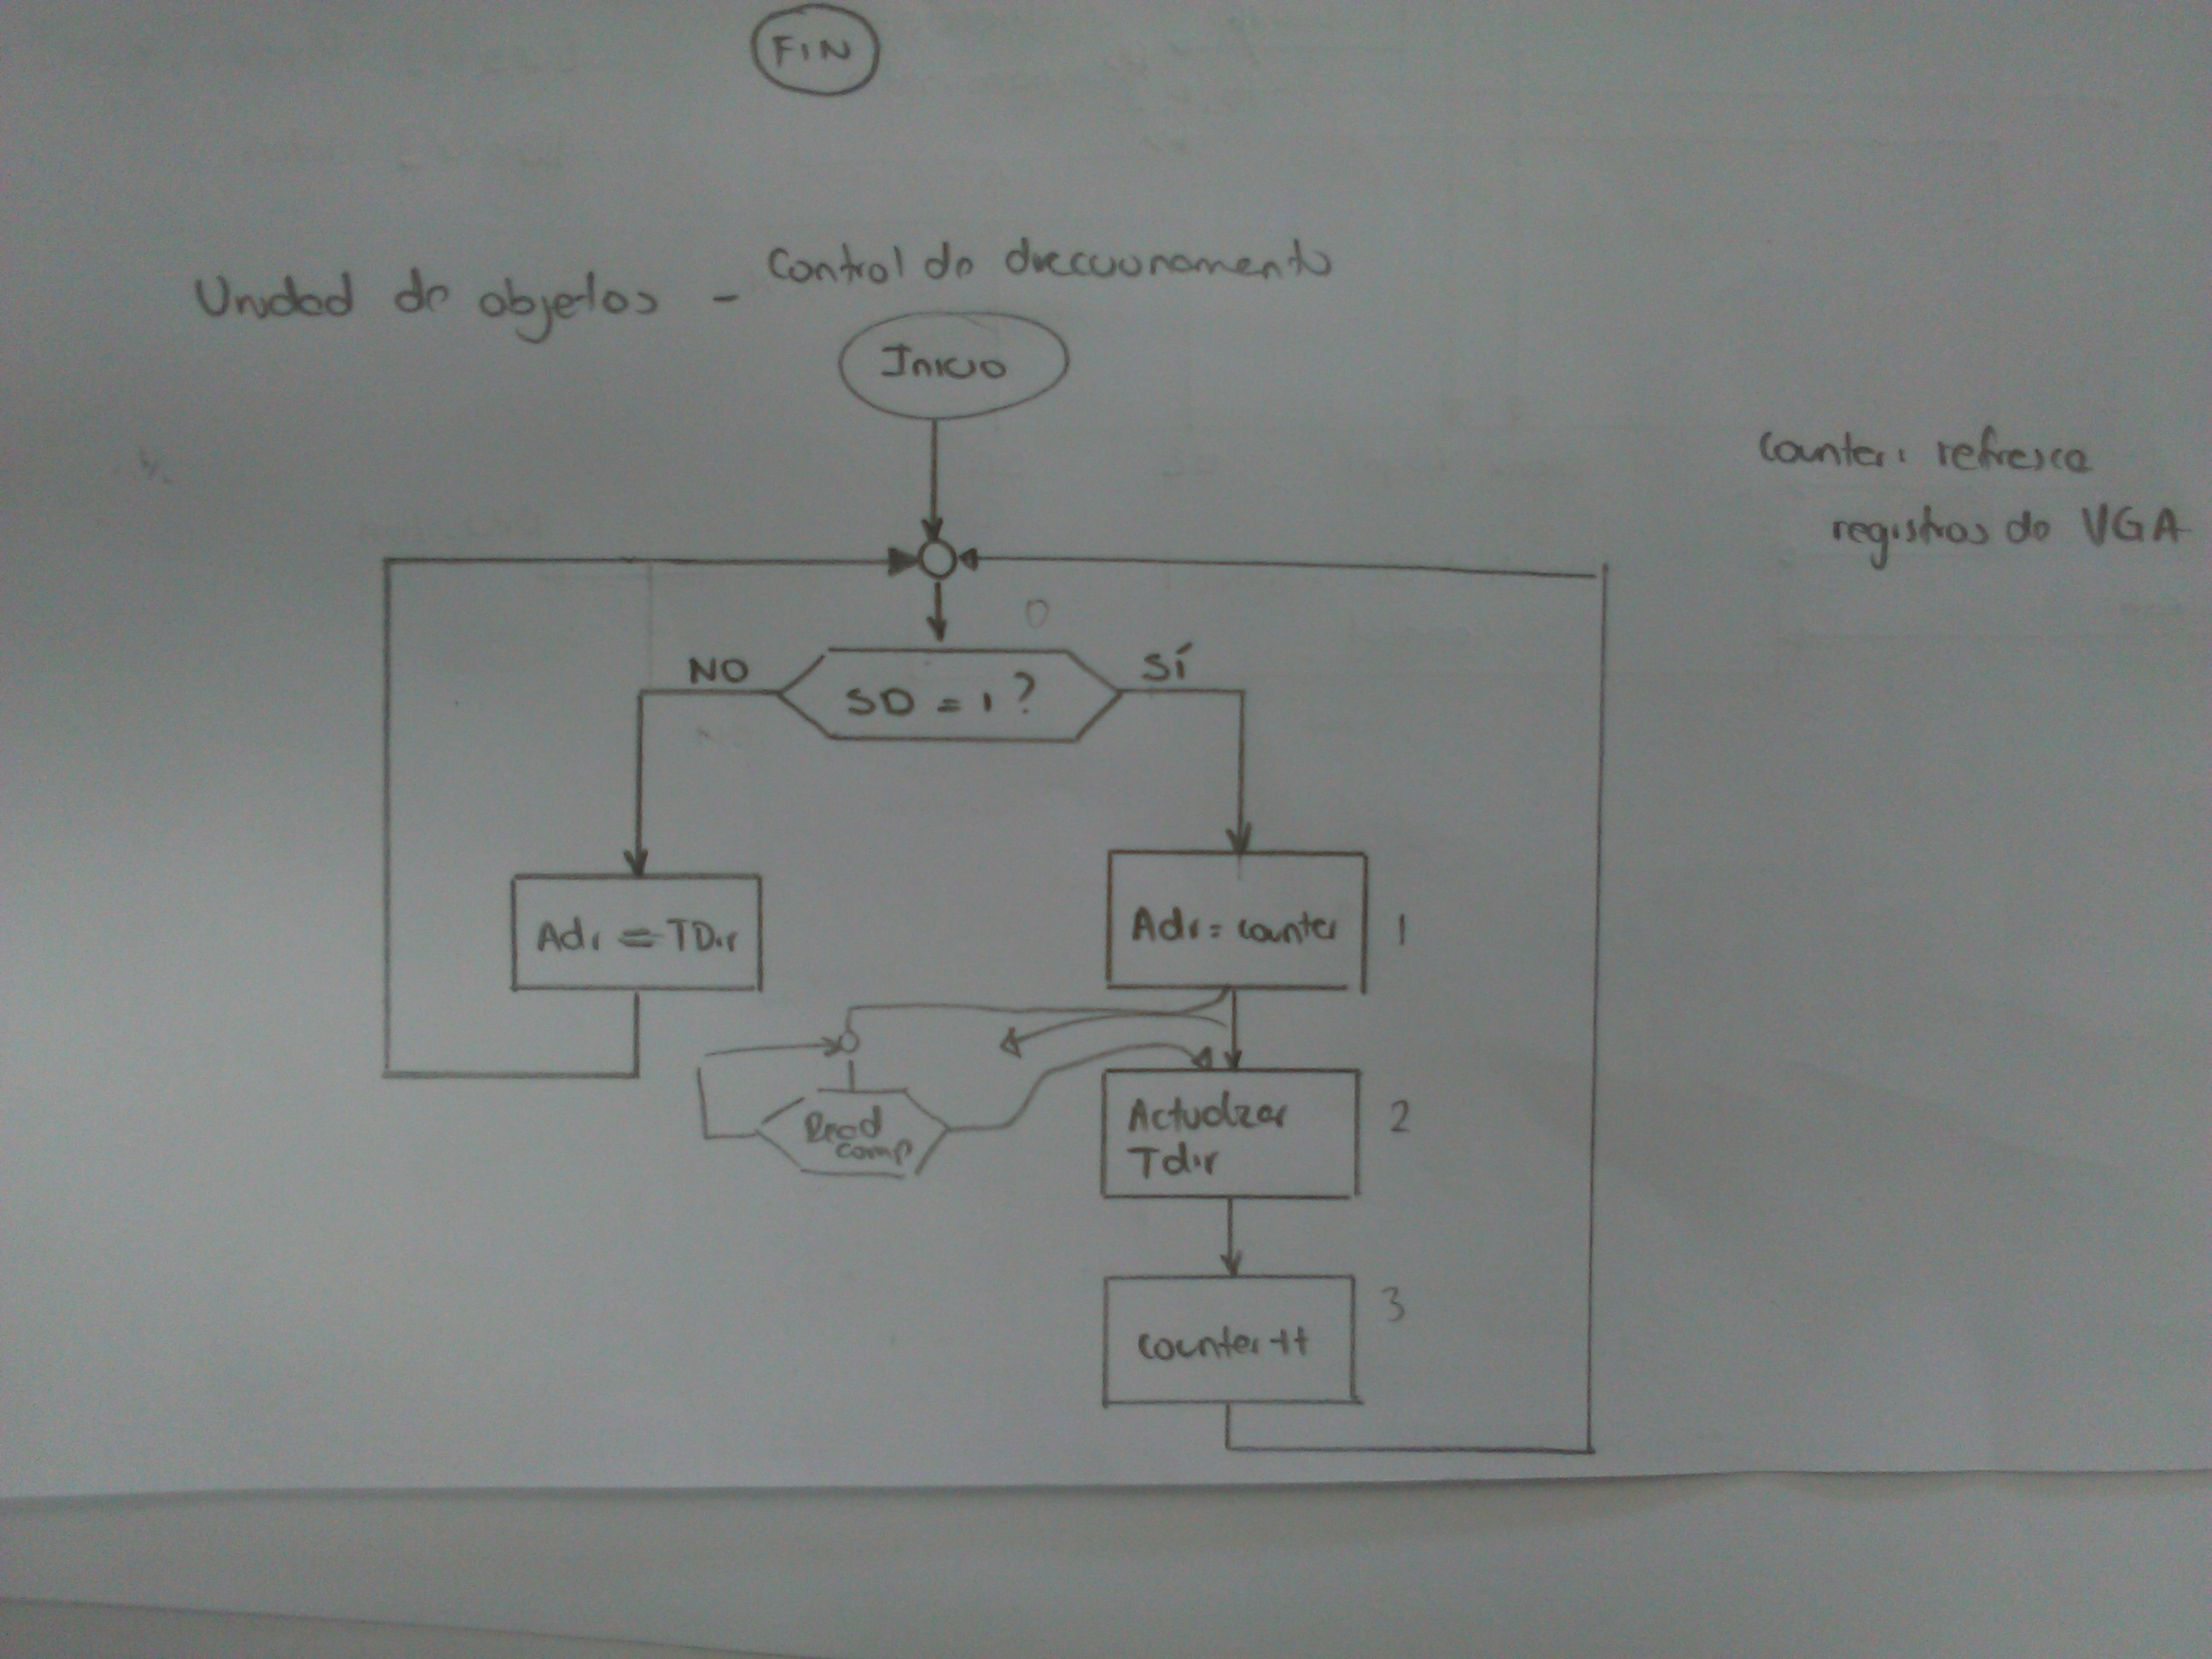 FIN
Unidad de objetos - Control de direccionamiento
Inicio
counter: refresca
registros de VGA
0
NO
SÍ
SD = 1 ?
Adr = TDir
Adr = counter
1
Read
comp
Actualizar
Tdir
2
3
counter++